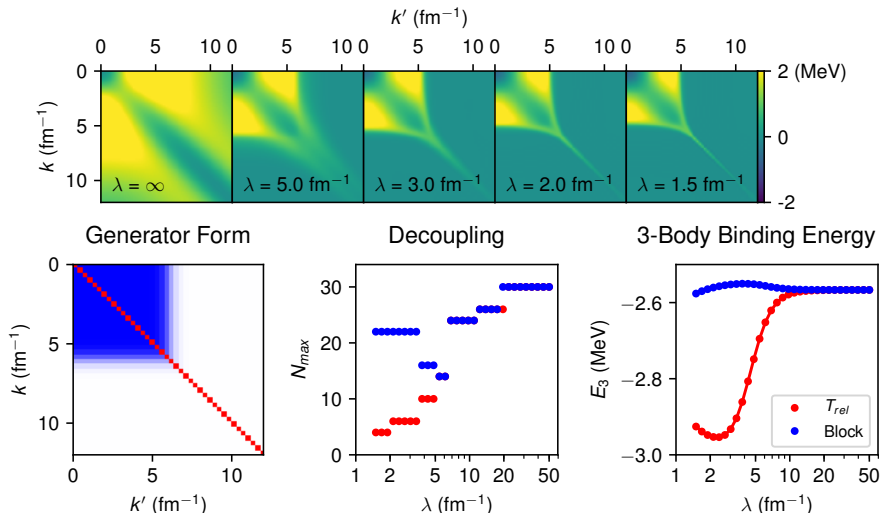 k′ (fm⁻¹)
0 5 10 0 5 10 0 5 10 0 5 10 0 5 10
k (fm⁻¹)
0
5
10
λ = ∞
λ = 5.0 fm⁻¹
λ = 3.0 fm⁻¹
λ = 2.0 fm⁻¹
λ = 1.5 fm⁻¹
2 (MeV)
0
-2
Generator Form
k (fm⁻¹)
0
5
10
0 5 10
k′ (fm⁻¹)
Decoupling
N_max
30
20
10
0
1 2 5 10 20 50
λ (fm⁻¹)
3-Body Binding Energy
E₃ (MeV)
−2.6
−2.8
−3.0
T_rel
Block
1 2 5 10 20 50
λ (fm⁻¹)